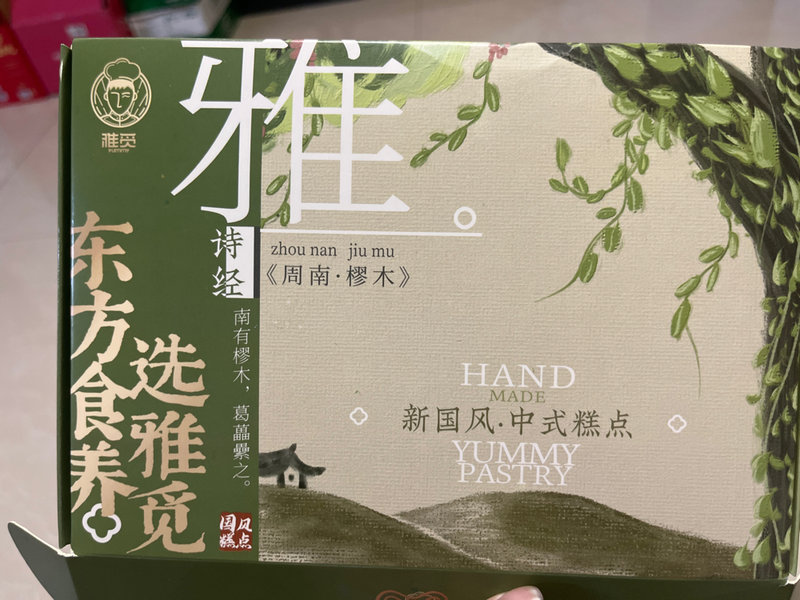 雅觅
YUMMY
雅。
诗经
zhou nan jiu mu
《周南·樛木》
南有樛木，葛藟纍之。
东方食养
选雅觅
国风
糕点
HAND
MADE
新国风·中式糕点
YUMMY
PASTRY